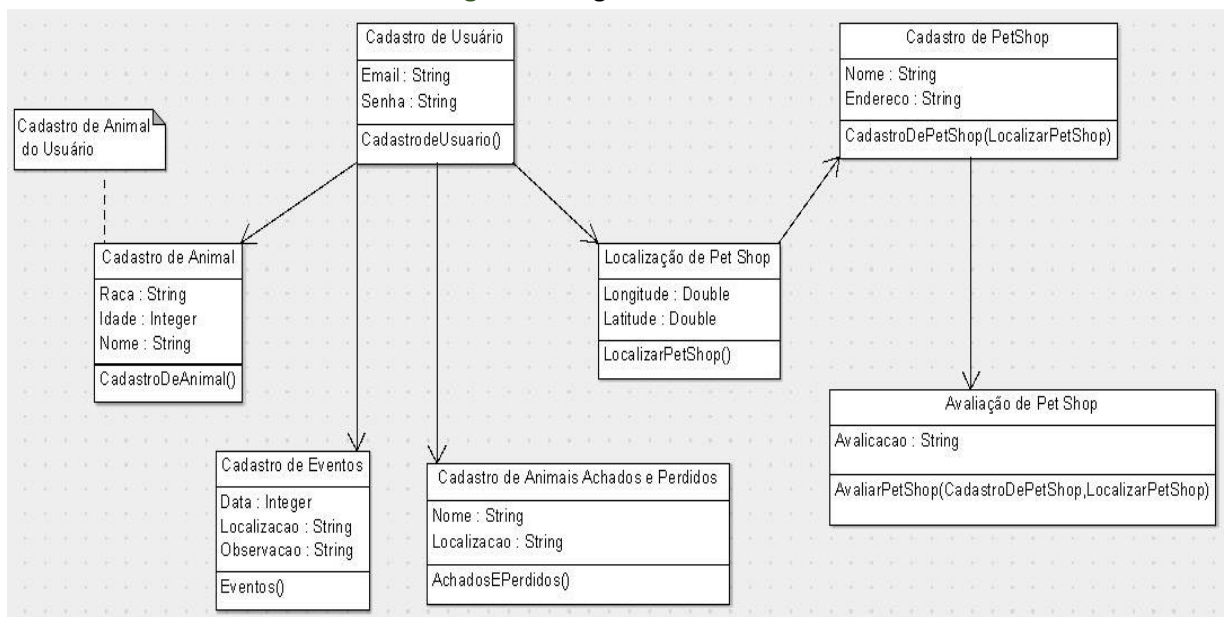 Cadastro de Usuário
Email : String
Senha : String
CadastrodeUsuario()
Cadastro de PetShop
Nome : String
Endereco : String
CadastroDePetShop(LocalizarPetShop)
Cadastro de Animal
do Usuário
Cadastro de Animal
Raca : String
Idade : Integer
Nome : String
CadastroDeAnimal()
Localização de Pet Shop
Longitude : Double
Latitude : Double
LocalizarPetShop()
Cadastro de Eventos
Data : Integer
Localizacao : String
Observacao : String
Eventos()
Cadastro de Animais Achados e Perdidos
Nome : String
Localizacao : String
AchadosEPerdidos()
Avaliação de Pet Shop
Avalicacao : String
AvaliarPetShop(CadastroDePetShop,LocalizarPetShop)